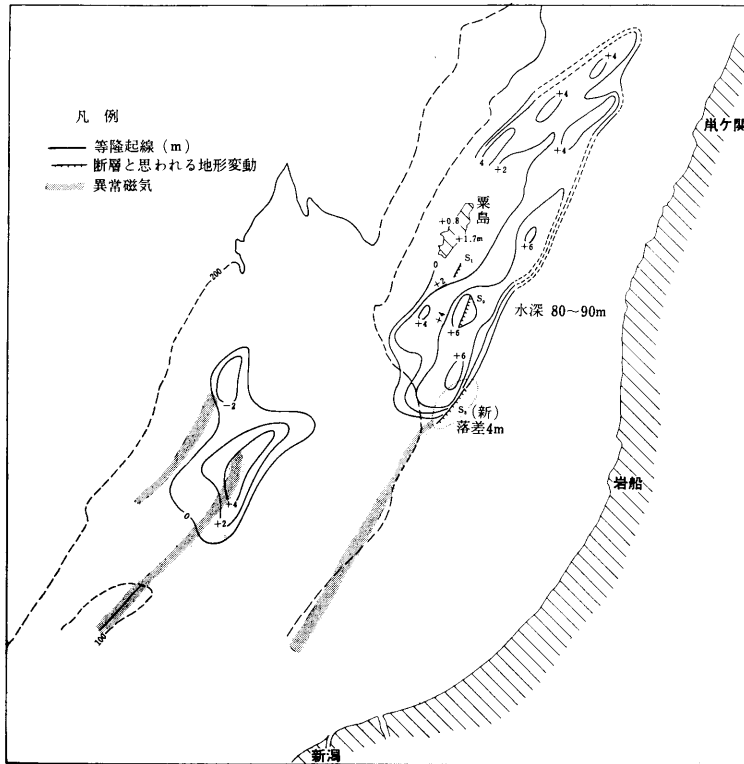 凡例
等隆起線（m）
断層と思われる地形変動
異常磁気
+4
+4
+4
4
+2
鼡ケ関
粟島
+0.8
+1.7m
+6
0
S₁
+2
200
+4
+4
S₂
+6
水深 80～90m
+6
-2
S₃(新)
落差4m
岩船
+4
+2
0
100
新潟